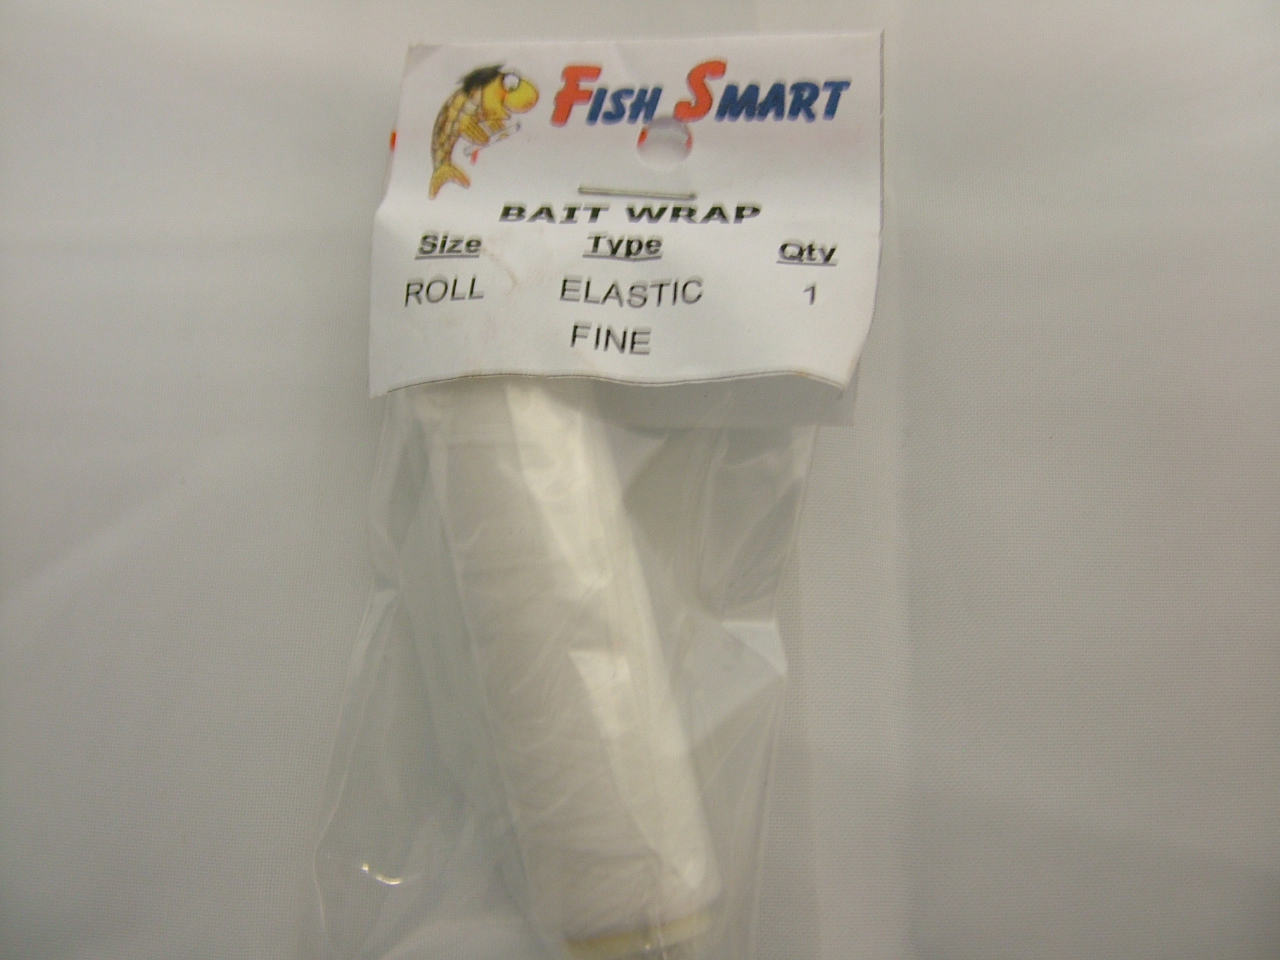 FISH SMART
BAIT WRAP
Size Type Qty
ROLL ELASTIC 1
FINE